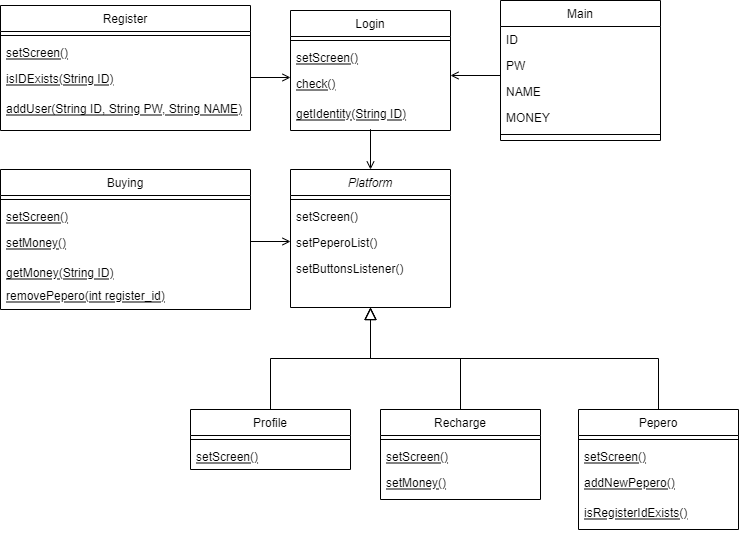 Register
setScreen()
isIDExists(String ID)
addUser(String ID, String PW, String NAME)
Login
setScreen()
check()
getIdentity(String ID)
Main
ID
PW
NAME
MONEY
Buying
setScreen()
setMoney()
getMoney(String ID)
removePepero(int register_id)
Platform
setScreen()
setPeperoList()
setButtonsListener()
Profile
setScreen()
Recharge
setScreen()
setMoney()
Pepero
setScreen()
addNewPepero()
isRegisterIdExists()